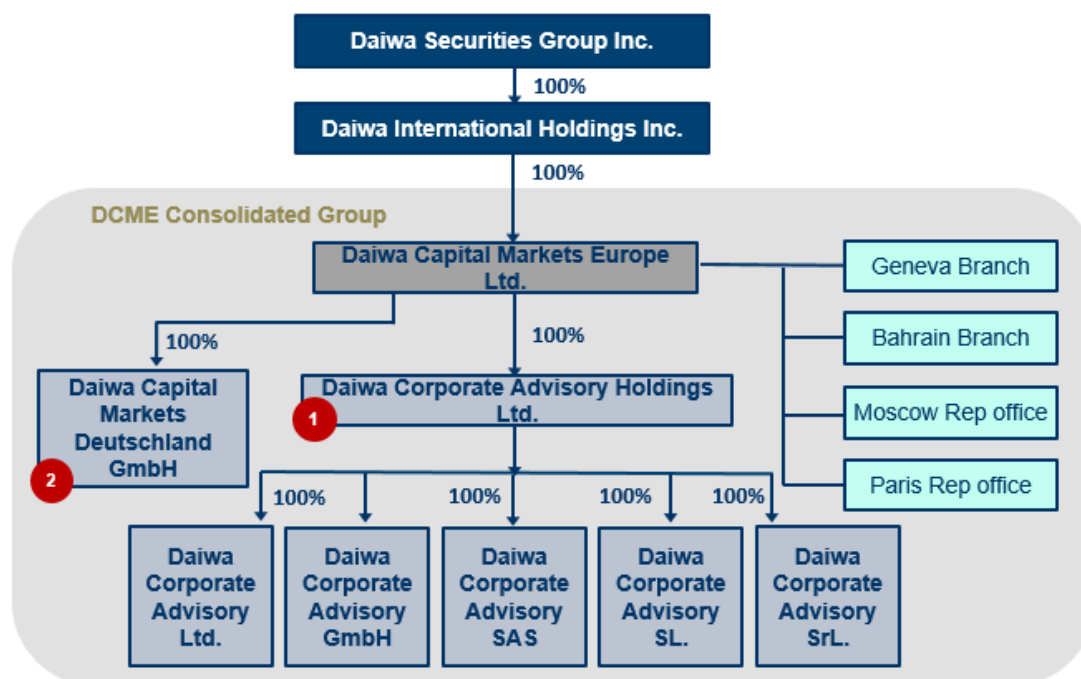 Daiwa Securities Group Inc.
100%
Daiwa International Holdings Inc.
100%
DCME Consolidated Group
Daiwa Capital Markets Europe
Ltd.
Geneva Branch
Bahrain Branch
Moscow Rep office
Paris Rep office
100%
100%
Daiwa Capital
Markets
Deutschland
GmbH
2
Daiwa Corporate Advisory Holdings
Ltd.
1
100%
100%
100%
100%
Daiwa
Corporate
Advisory
Ltd.
Daiwa
Corporate
Advisory
GmbH
Daiwa
Corporate
Advisory
SAS
Daiwa
Corporate
Advisory
SL.
Daiwa
Corporate
Advisory
SrL.